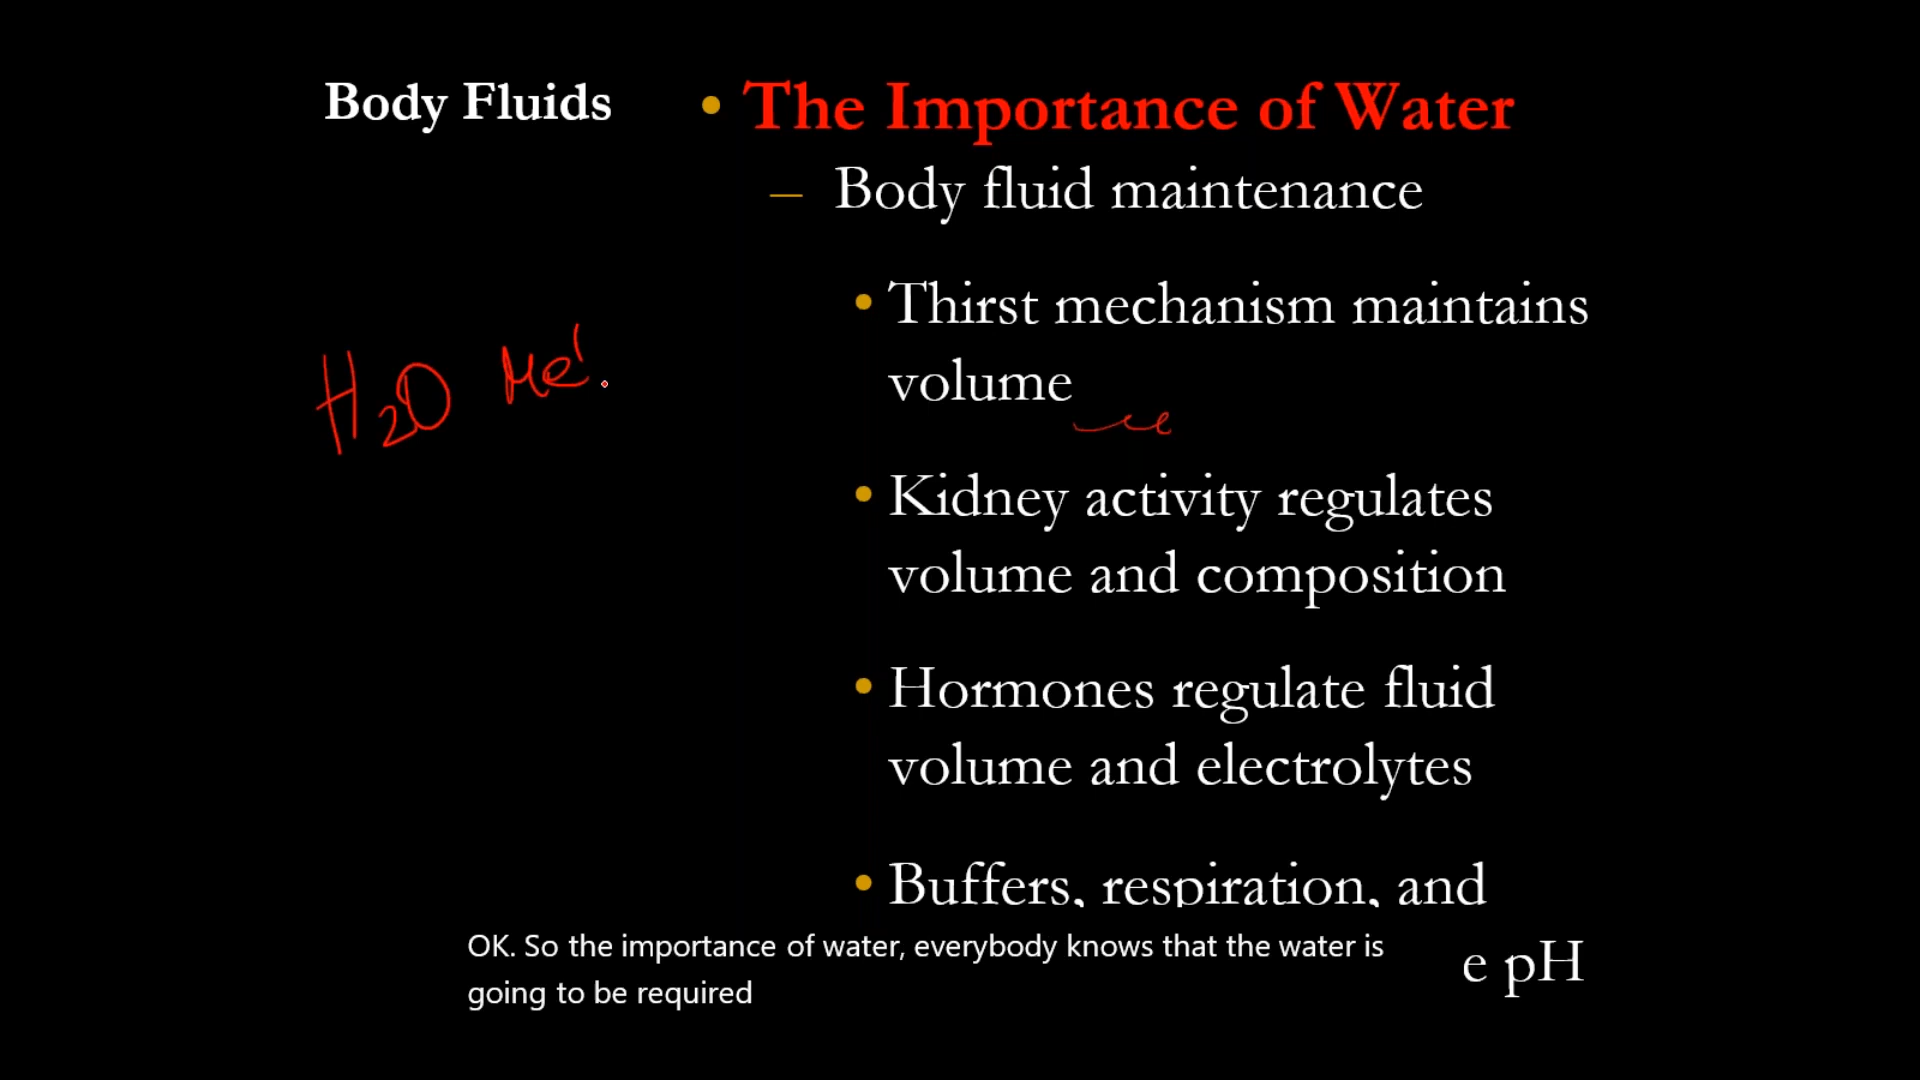 Body Fluids
• The Importance of Water
– Body fluid maintenance
• Thirst mechanism maintains
volume
H2O
• Kidney activity regulates
volume and composition
• Hormones regulate fluid
volume and electrolytes
• Buffers, respiration, and
e pH
OK. So the importance of water, everybody knows that the water is
going to be required